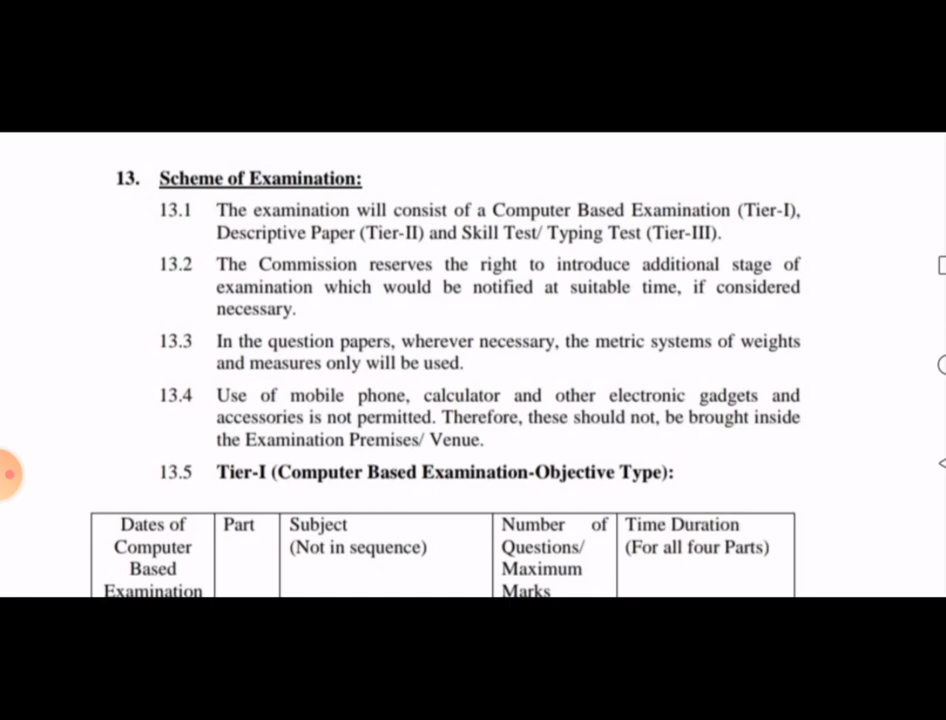 13. Scheme of Examination:
13.1 The examination will consist of a Computer Based Examination (Tier-I),
Descriptive Paper (Tier-II) and Skill Test/ Typing Test (Tier-III).
13.2 The Commission reserves the right to introduce additional stage of
examination which would be notified at suitable time, if considered
necessary.
13.3 In the question papers, wherever necessary, the metric systems of weights
and measures only will be used.
13.4 Use of mobile phone, calculator and other electronic gadgets and
accessories is not permitted. Therefore, these should not, be brought inside
the Examination Premises/ Venue.
13.5 Tier-I (Computer Based Examination-Objective Type):
Dates of
Computer
Based
Examination
Part
Subject
(Not in sequence)
Number of
Questions/
Maximum
Marks
Time Duration
(For all four Parts)